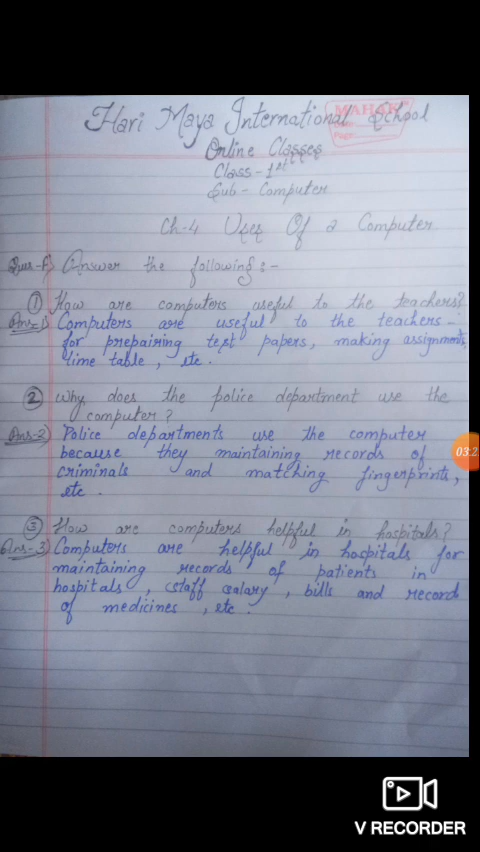 Hari Maya International School
MAHAK
Online Classes
Class-1st
Sub-Computer
Ch-4 Uses Of a Computer
Ques-A) Answer the following:-
① How are computers useful to the teachers?
Ans-1) Computers are useful to the teachers-
for prepairing test papers, making assignments,
time table, etc.
② Why does the police department use the
computer?
Ans-2) Police departments use the computer
because they maintaining records of
criminals and matching fingerprints,
etc.
③ How are computers helpful in hospitals?
Ans-3) Computers are helpful in hospitals for
maintaining records of patients in
hospitals, staff salary, bills and record
of medicines, etc.
03:2
V RECORDER